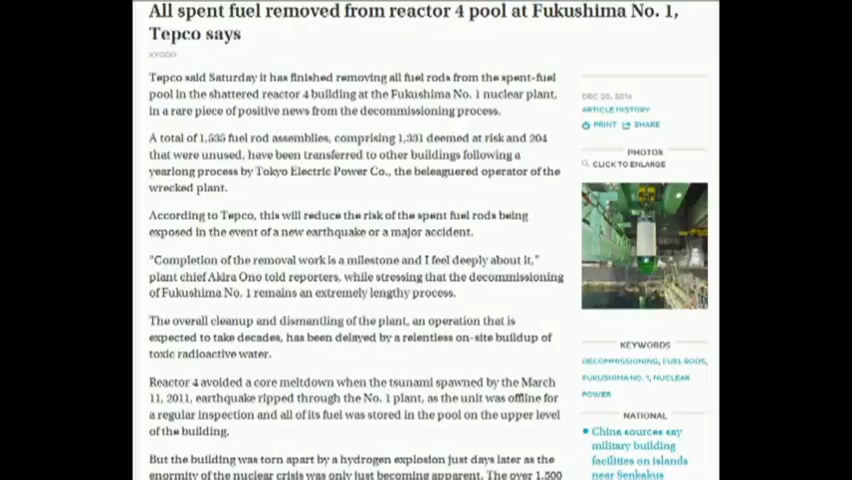 All spent fuel removed from reactor 4 pool at Fukushima No. 1,
Tepco says
KYODO
Tepco said Saturday it has finished removing all fuel rods from the spent-fuel
pool in the shattered reactor 4 building at the Fukushima No. 1 nuclear plant,
in a rare piece of positive news from the decommissioning process.
A total of 1,535 fuel rod assemblies, comprising 1,331 deemed at risk and 204
that were unused, have been transferred to other buildings following a
yearlong process by Tokyo Electric Power Co., the beleaguered operator of the
wrecked plant.
According to Tepco, this will reduce the risk of the spent fuel rods being
exposed in the event of a new earthquake or a major accident.
"Completion of the removal work is a milestone and I feel deeply about it,"
plant chief Akira Ono told reporters, while stressing that the decommissioning
of Fukushima No. 1 remains an extremely lengthy process.
The overall cleanup and dismantling of the plant, an operation that is
expected to take decades, has been delayed by a relentless on-site buildup of
toxic radioactive water.
Reactor 4 avoided a core meltdown when the tsunami spawned by the March
11, 2011, earthquake ripped through the No. 1 plant, as the unit was offline for
a regular inspection and all of its fuel was stored in the pool on the upper level
of the building.
But the building was torn apart by a hydrogen explosion just days later as the
enormity of the nuclear crisis was only just becoming apparent. The over 1,500
DEC 20, 2014
ARTICLE HISTORY
PRINT SHARE
PHOTOS
CLICK TO ENLARGE
KEYWORDS
DECOMMISSIONING, FUEL RODS,
FUKUSHIMA NO. 1, NUCLEAR
POWER
NATIONAL
China sources say
military building
facilities on islands
near Senkakus